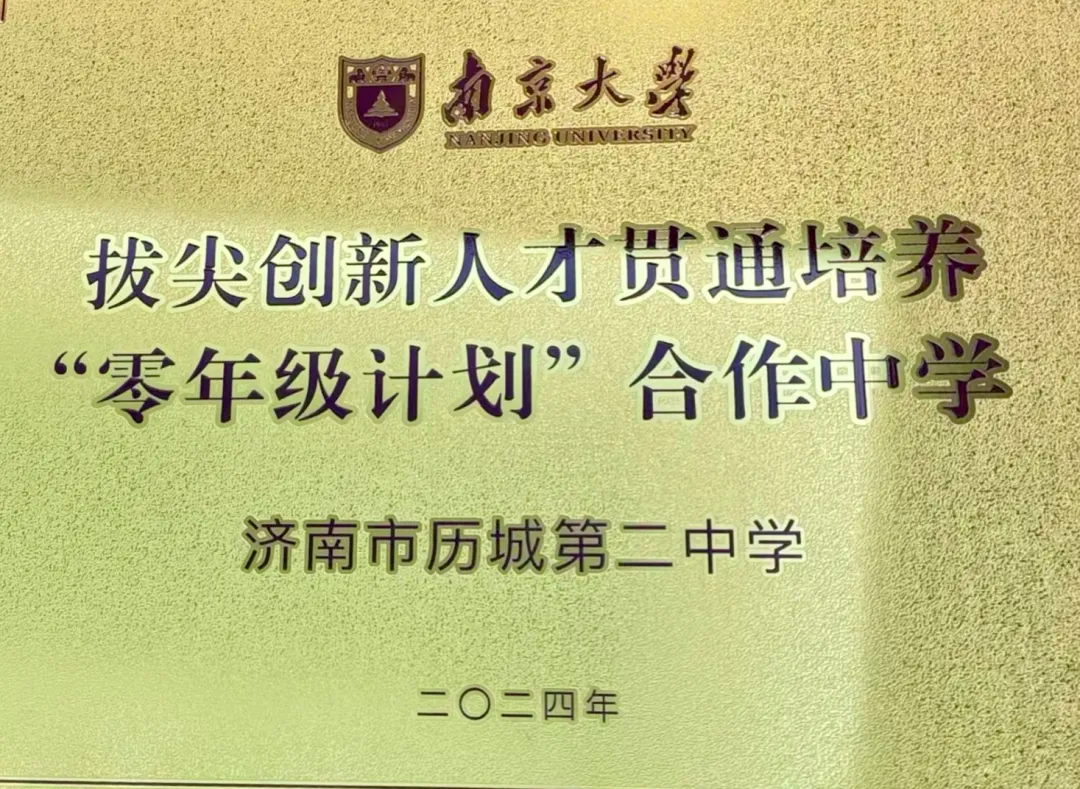 南京大學
NANJING UNIVERSITY
拔尖创新人才贯通培养
“零年级计划”合作中学
济南市历城第二中学
二〇二四年